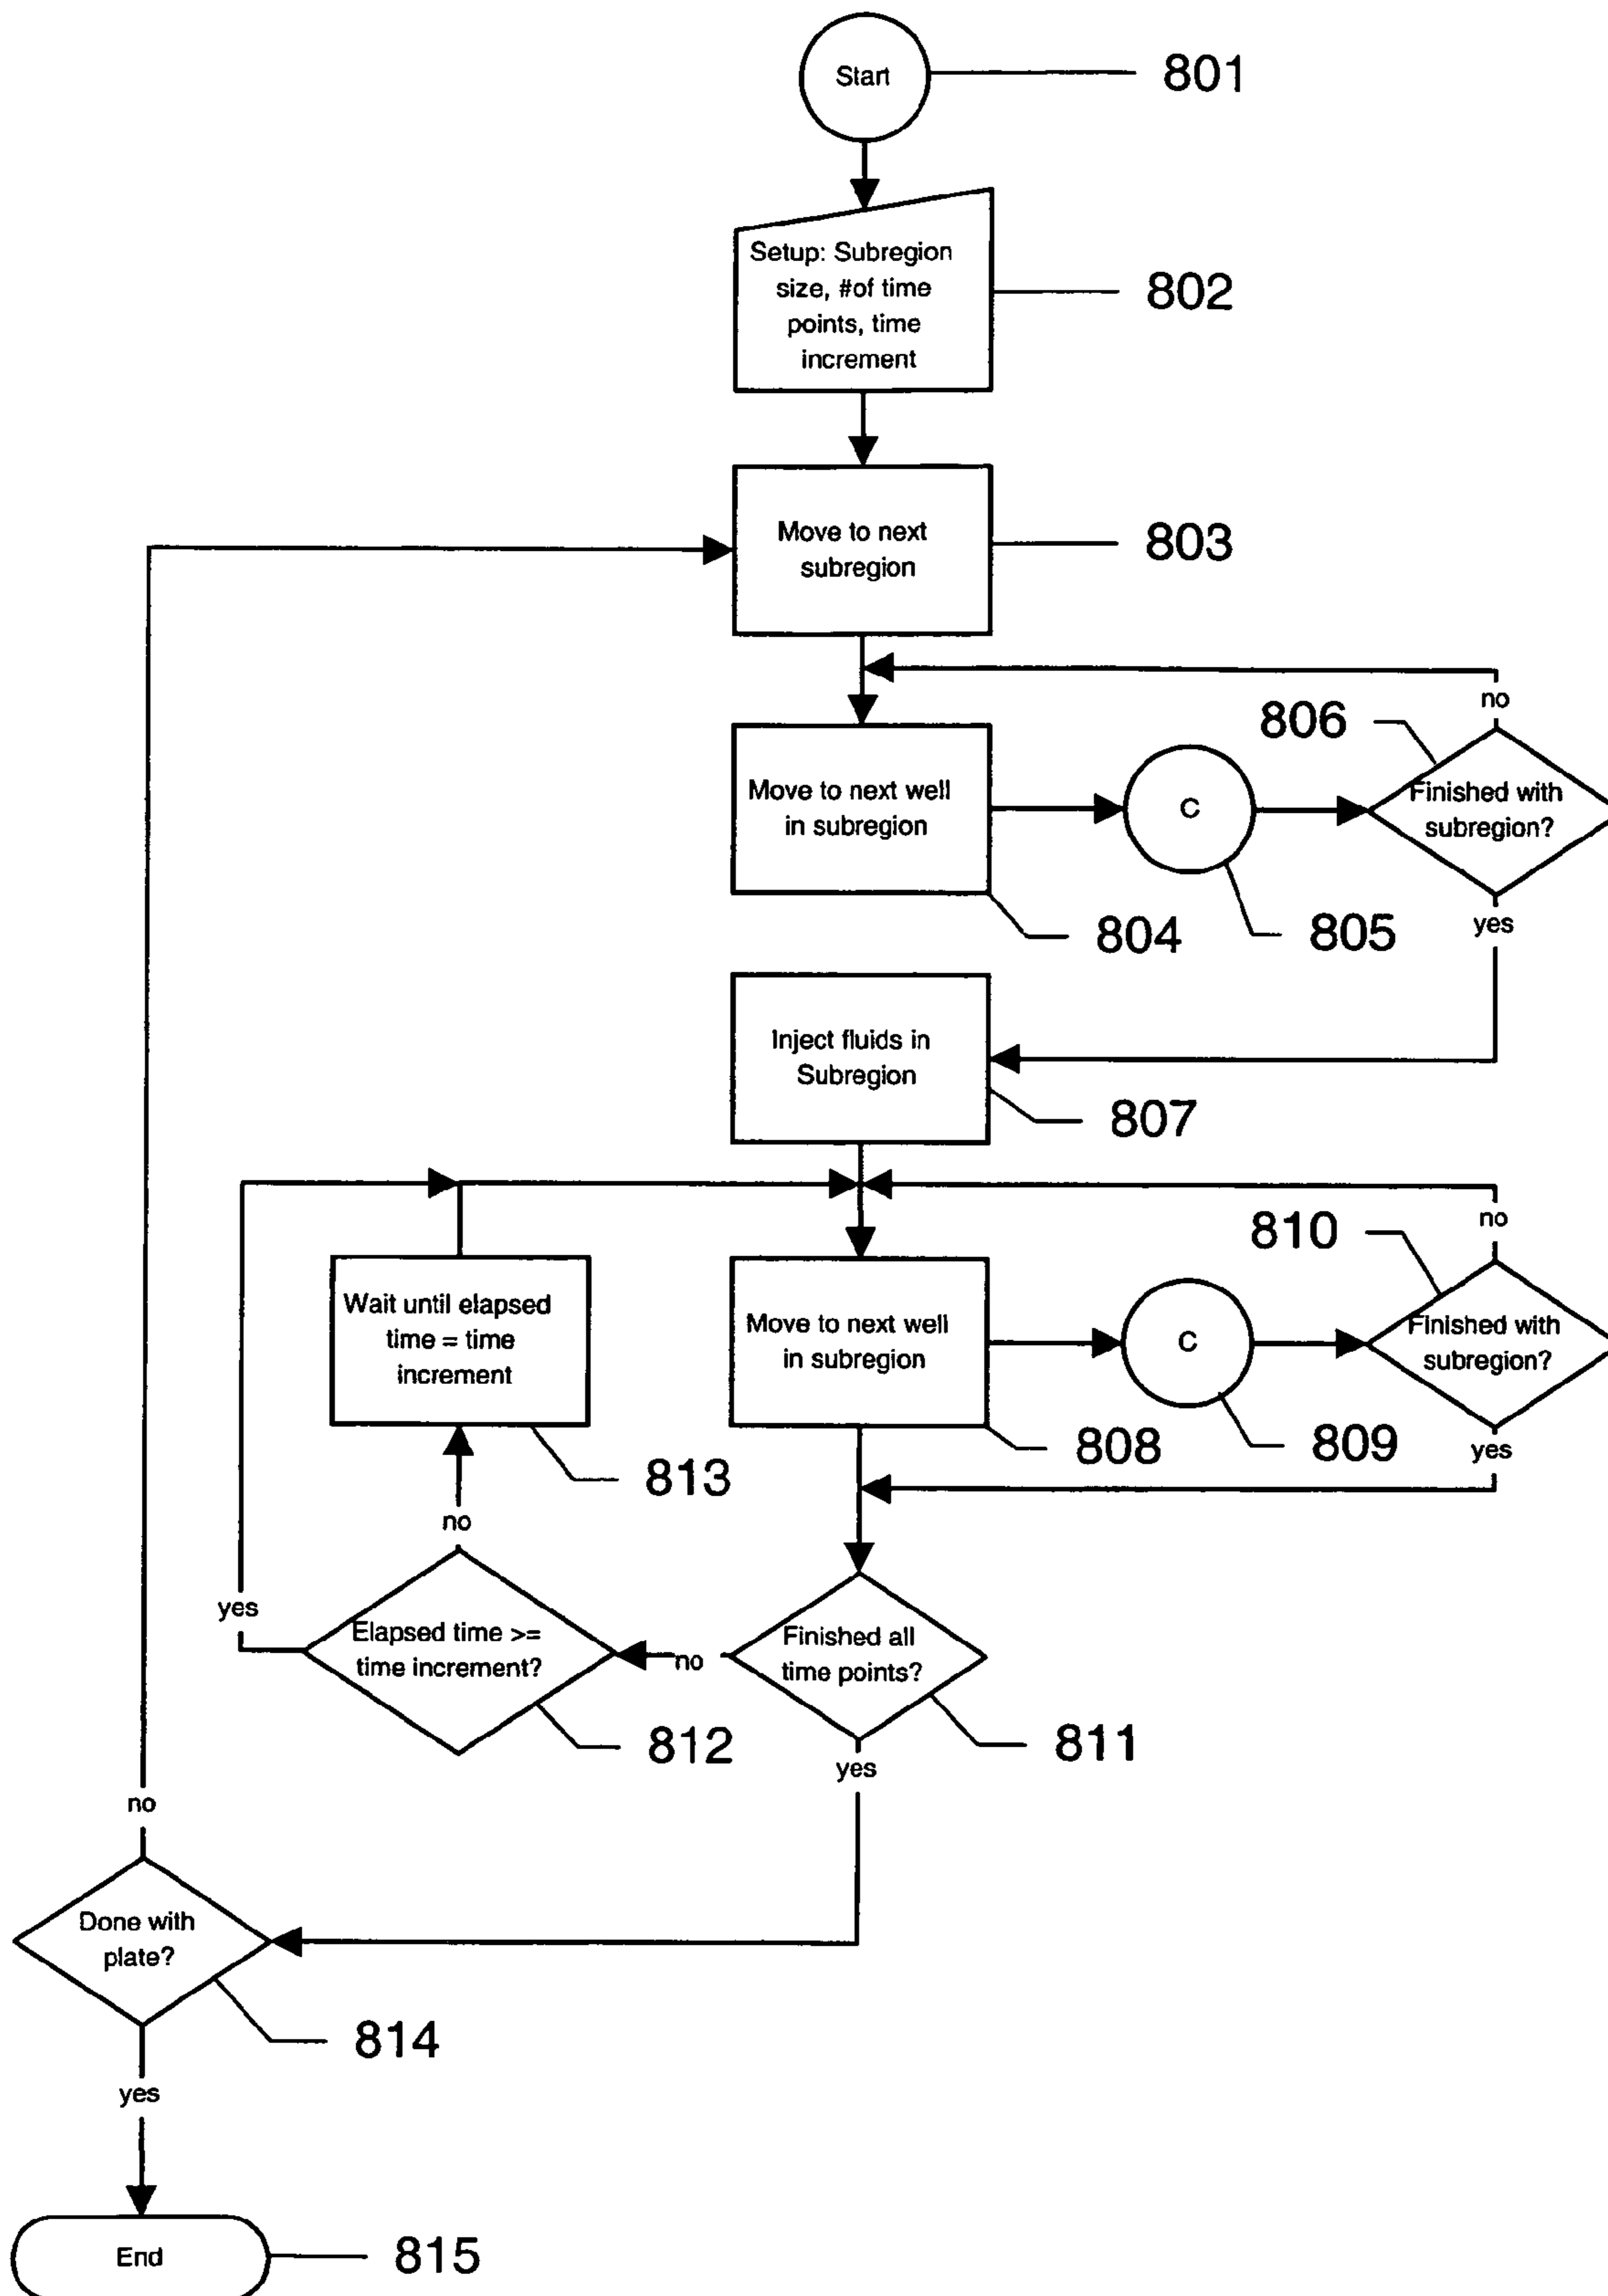 Start
801
Setup: Subregion
size, #of time
points, time
increment
802
Move to next
subregion
803
no
806
Move to next well
in subregion
C
Finished with
subregion?
804
805
yes
Inject fluids in
Subregion
807
no
810
Wait until elapsed
time = time
increment
Move to next well
in subregion
C
Finished with
subregion?
813
808
809
yes
no
yes
Elapsed time >=
time increment?
no
Finished all
time points?
812
811
yes
no
Done with
plate?
814
yes
End
815